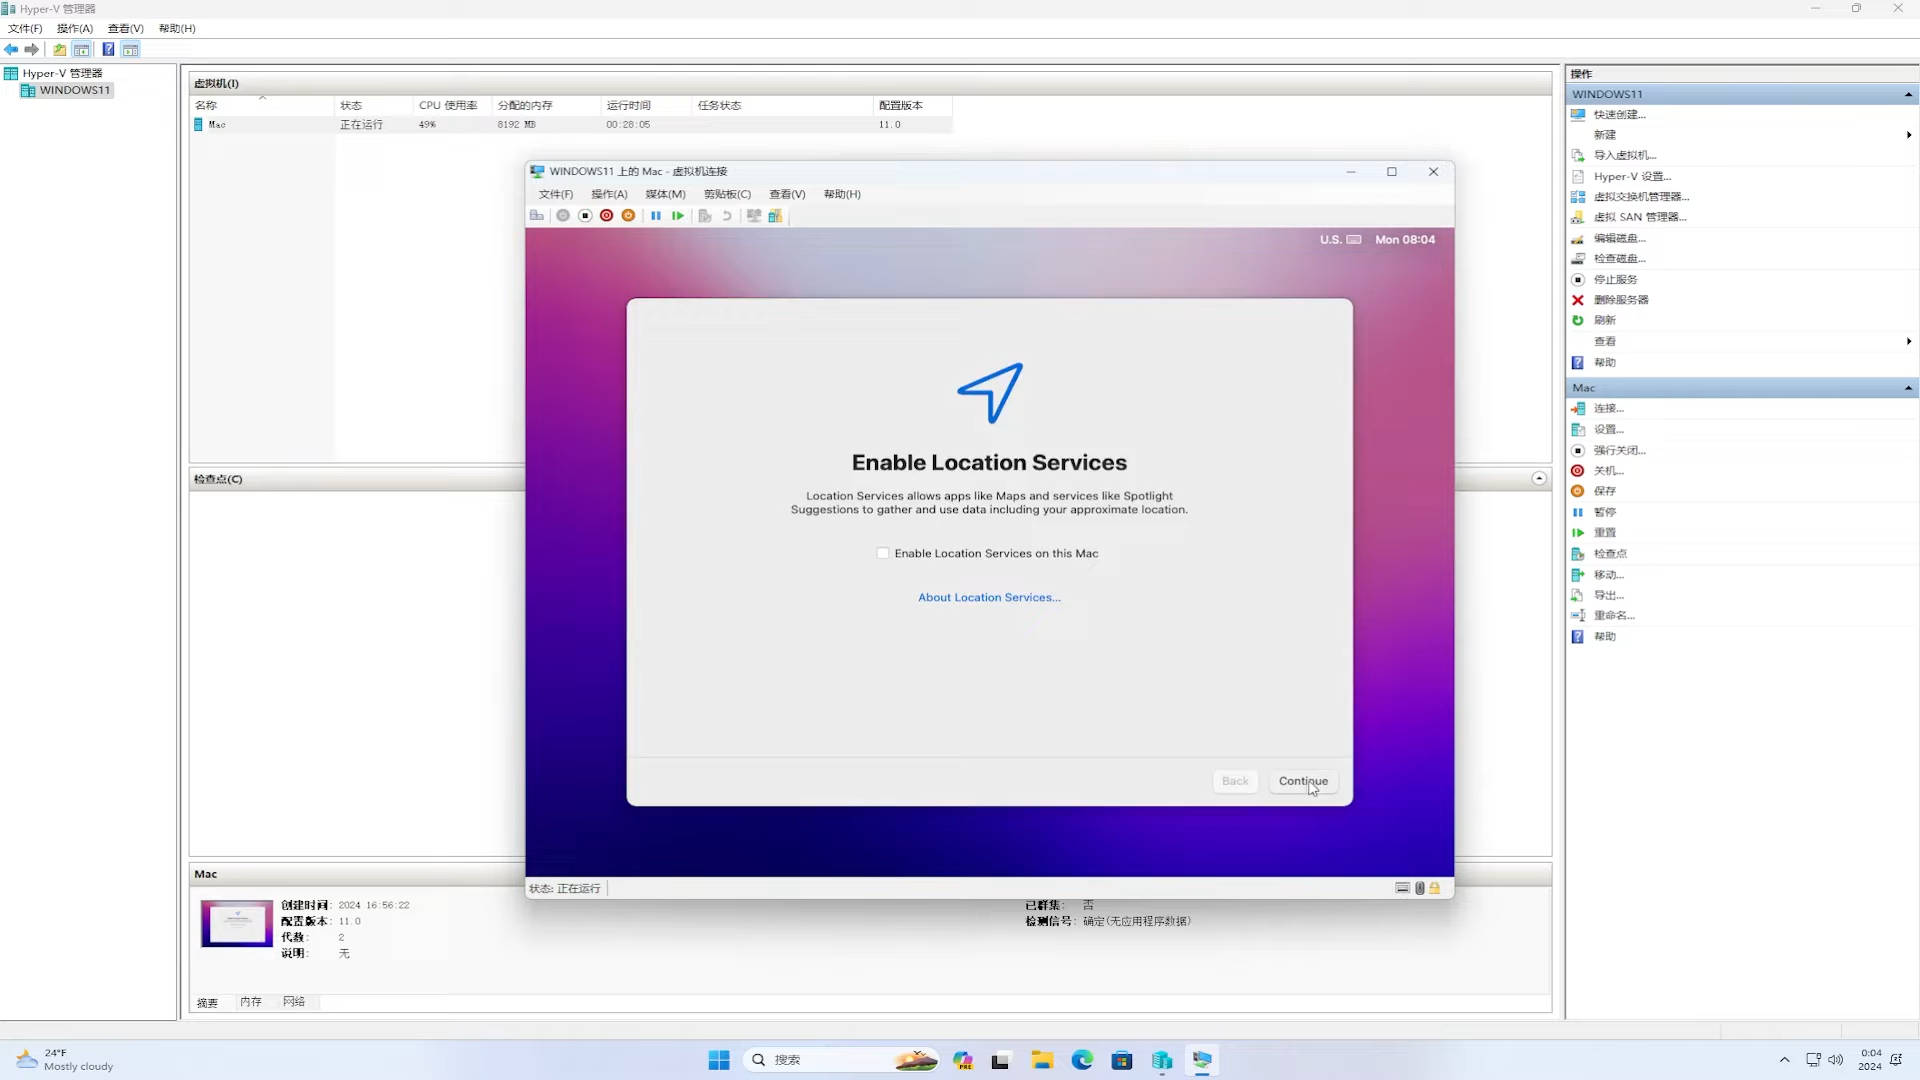 Hyper-V 管理器
文件(F) 操作(A) 查看(V) 帮助(H)
Hyper-V 管理器
WINDOWS11
虚拟机(I)
名称 状态 CPU 使用率 分配的内存 运行时间 任务状态 配置版本
Mac 正在运行 49% 8192 MB 00:28:05 11.0
WINDOWS11 上的 Mac - 虚拟机连接
文件(F) 操作(A) 媒体(M) 剪贴板(C) 查看(V) 帮助(H)
U.S. Mon 08:04
Enable Location Services
Location Services allows apps like Maps and services like Spotlight
Suggestions to gather and use data including your approximate location.
Enable Location Services on this Mac
About Location Services...
Back Continue
状态: 正在运行
检查点(C)
Mac
创建时间: 2024 16:56:22
配置版本: 11.0
代数: 2
说明: 无
已群集: 否
检测信号: 确定(无应用程序数据)
摘要 内存 网络
操作
WINDOWS11
快速创建...
新建
导入虚拟机...
Hyper-V 设置...
虚拟交换机管理器...
虚拟 SAN 管理器...
编辑磁盘...
检查磁盘...
停止服务
删除服务器
刷新
查看
帮助
Mac
连接...
设置...
强行关闭...
关机...
保存
暂停
重置
检查点
移动...
导出...
重命名...
帮助
24°F
Mostly cloudy
搜索
PRE
0:04
2024